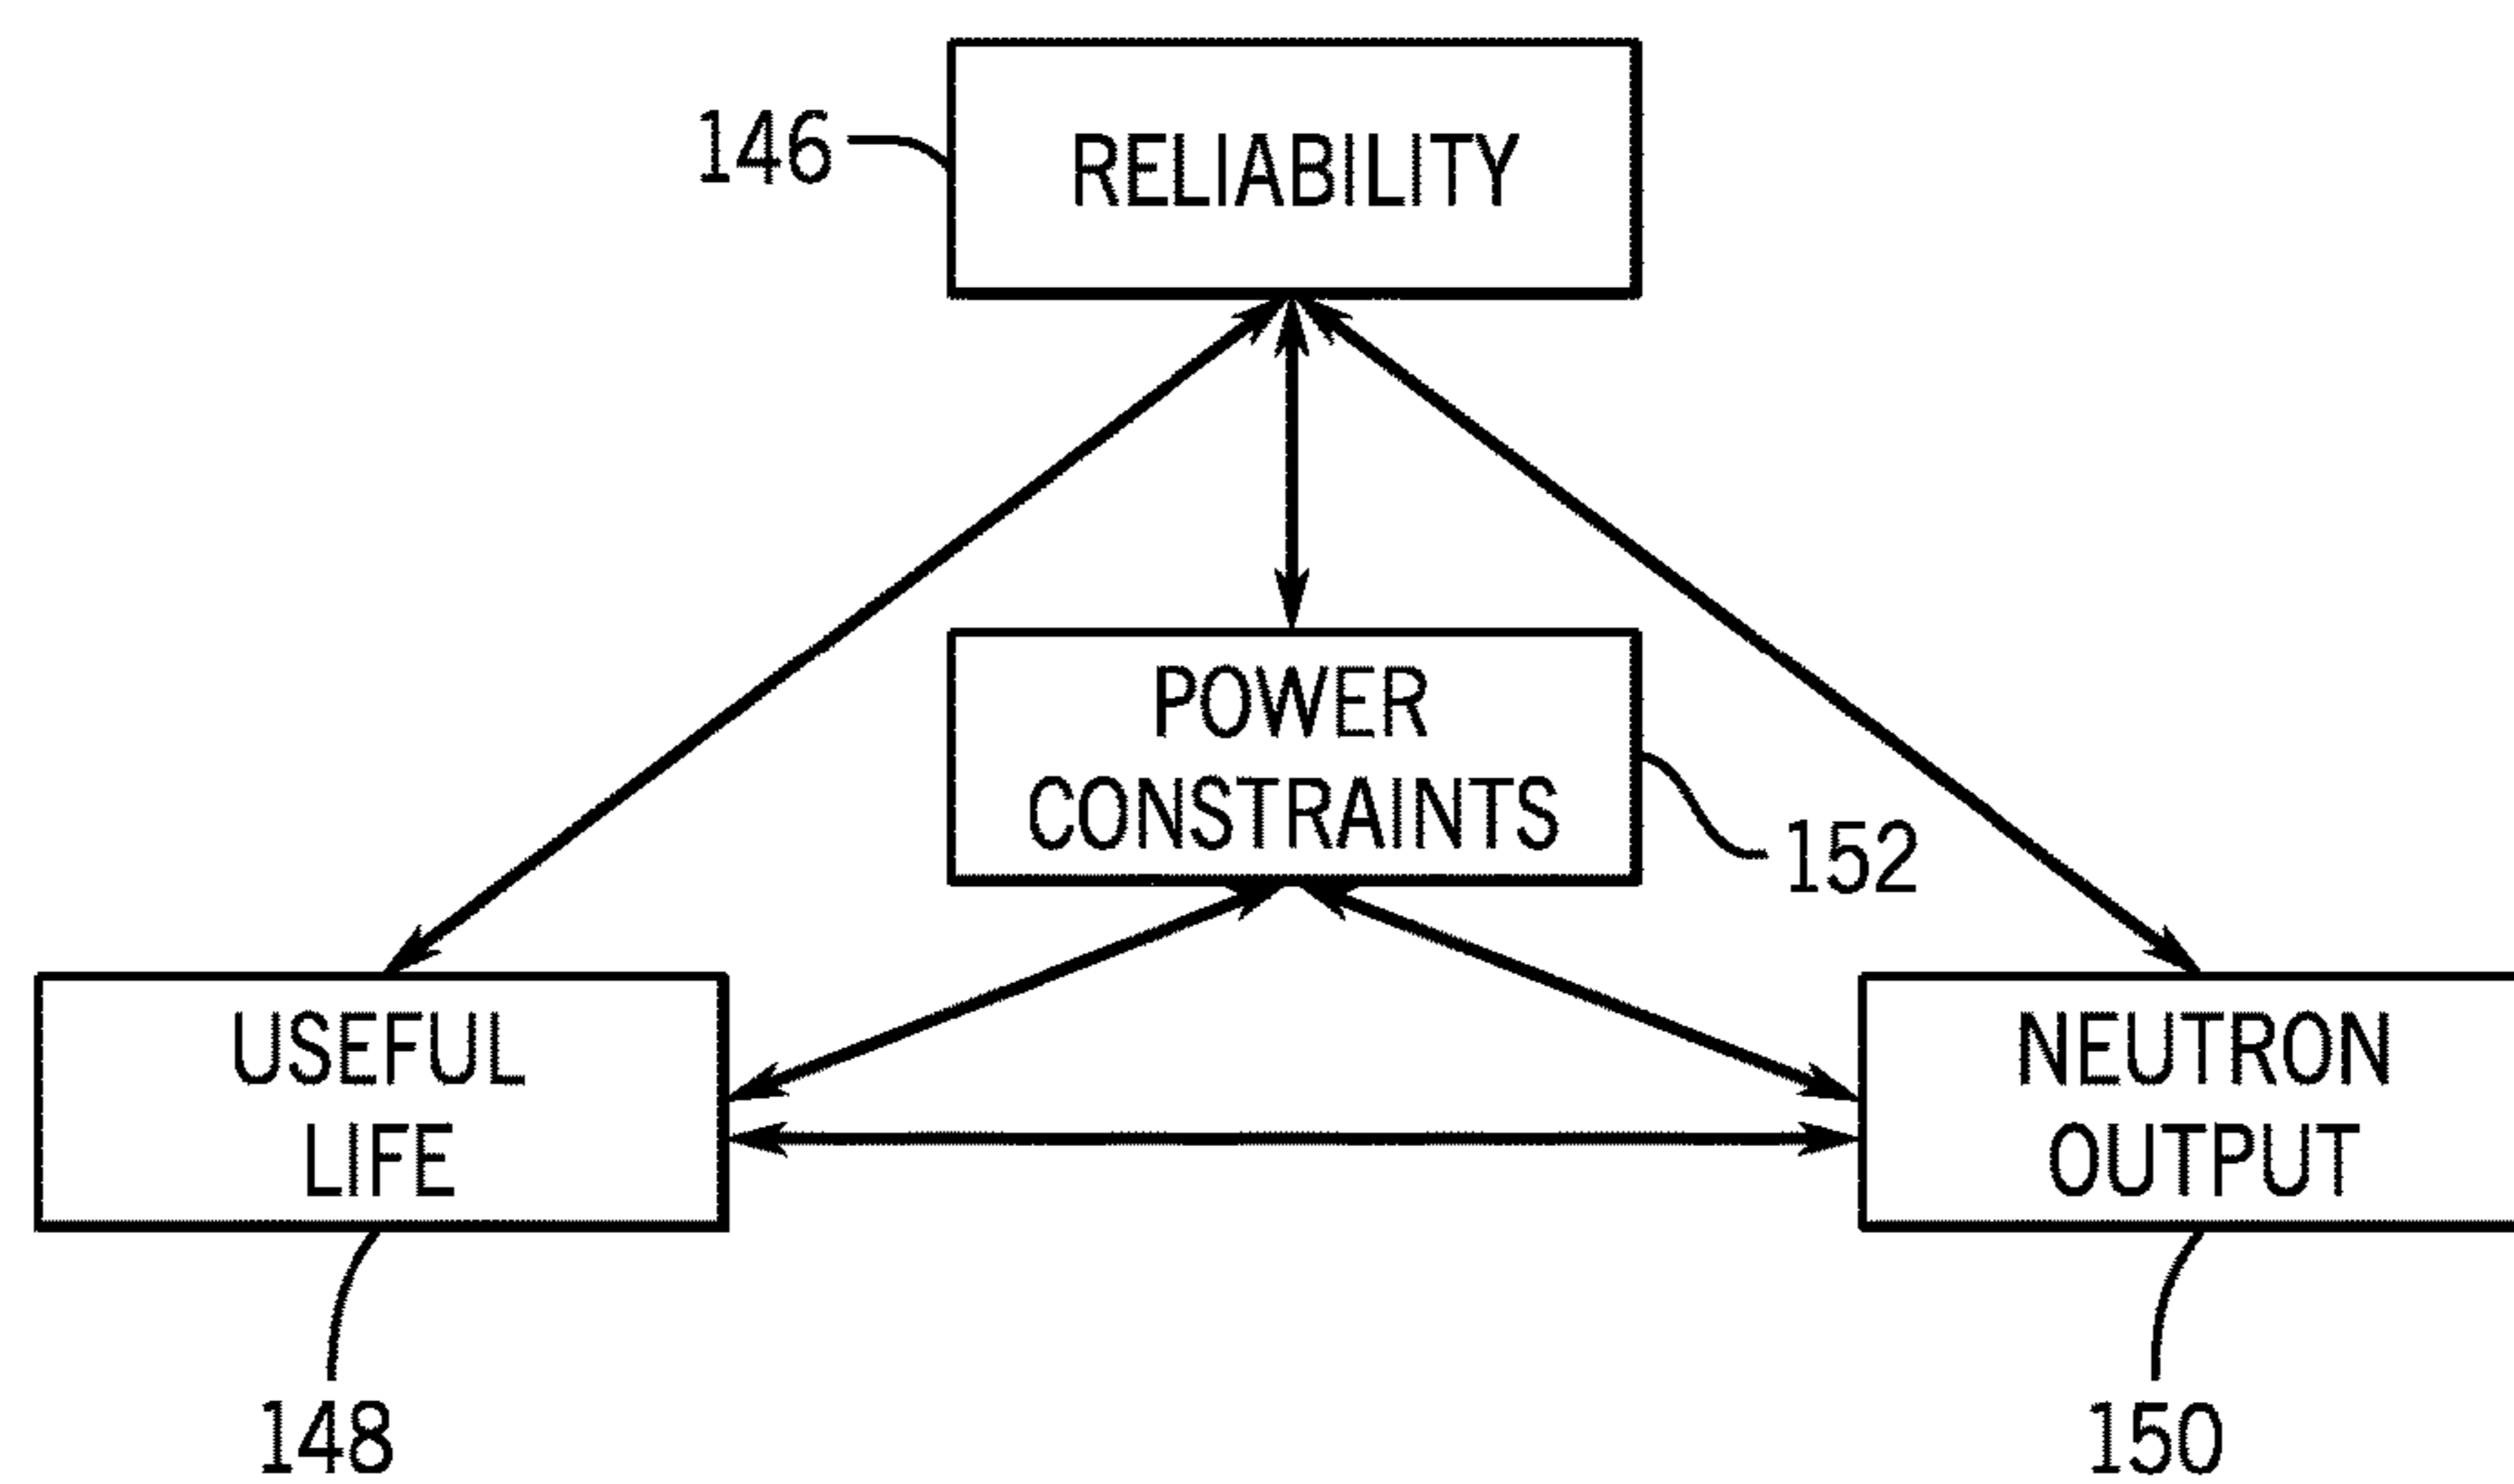 146
RELIABILITY
POWER
CONSTRAINTS
152
USEFUL
LIFE
NEUTRON
OUTPUT
148
150